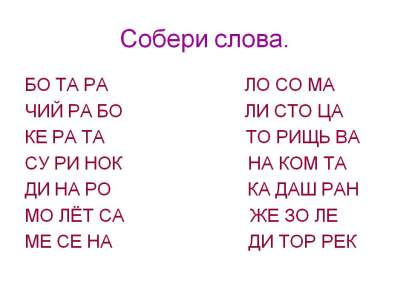 Собери слова.
БО ТА РА ЛО СО МА
ЧИЙ РА БО ЛИ СТО ЦА
КЕ РА ТА ТО РИЩЬ ВА
СУ РИ НОК НА КОМ ТА
ДИ НА РО КА ДАШ РАН
МО ЛЁТ СА ЖЕ ЗО ЛЕ
МЕ СЕ НА ДИ ТОР РЕК